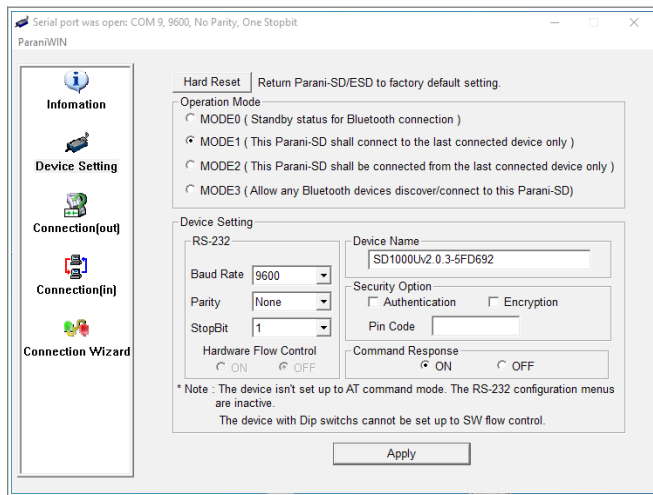 Serial port was open: COM 9, 9600, No Parity, One Stopbit
ParaniWIN
Infomation
Device Setting
Connection(out)
Connection(in)
Connection Wizard
Hard Reset Return Parani-SD/ESD to factory default setting.
Operation Mode
MODE0 ( Standby status for Bluetooth connection )
MODE1 ( This Parani-SD shall connect to the last connected device only )
MODE2 ( This Parani-SD shall be connected from the last connected device only )
MODE3 (Allow any Bluetooth devices discover/connect to this Parani-SD)
Device Setting
RS-232
Baud Rate 9600
Parity None
StopBit 1
Hardware Flow Control
ON OFF
Device Name
SD1000Uv2.0.3-5FD692
Security Option
Authentication Encryption
Pin Code
Command Response
ON OFF
* Note : The device isn't set up to AT command mode. The RS-232 configuration menus
are inactive.
The device with Dip switchs cannot be set up to SW flow control.
Apply